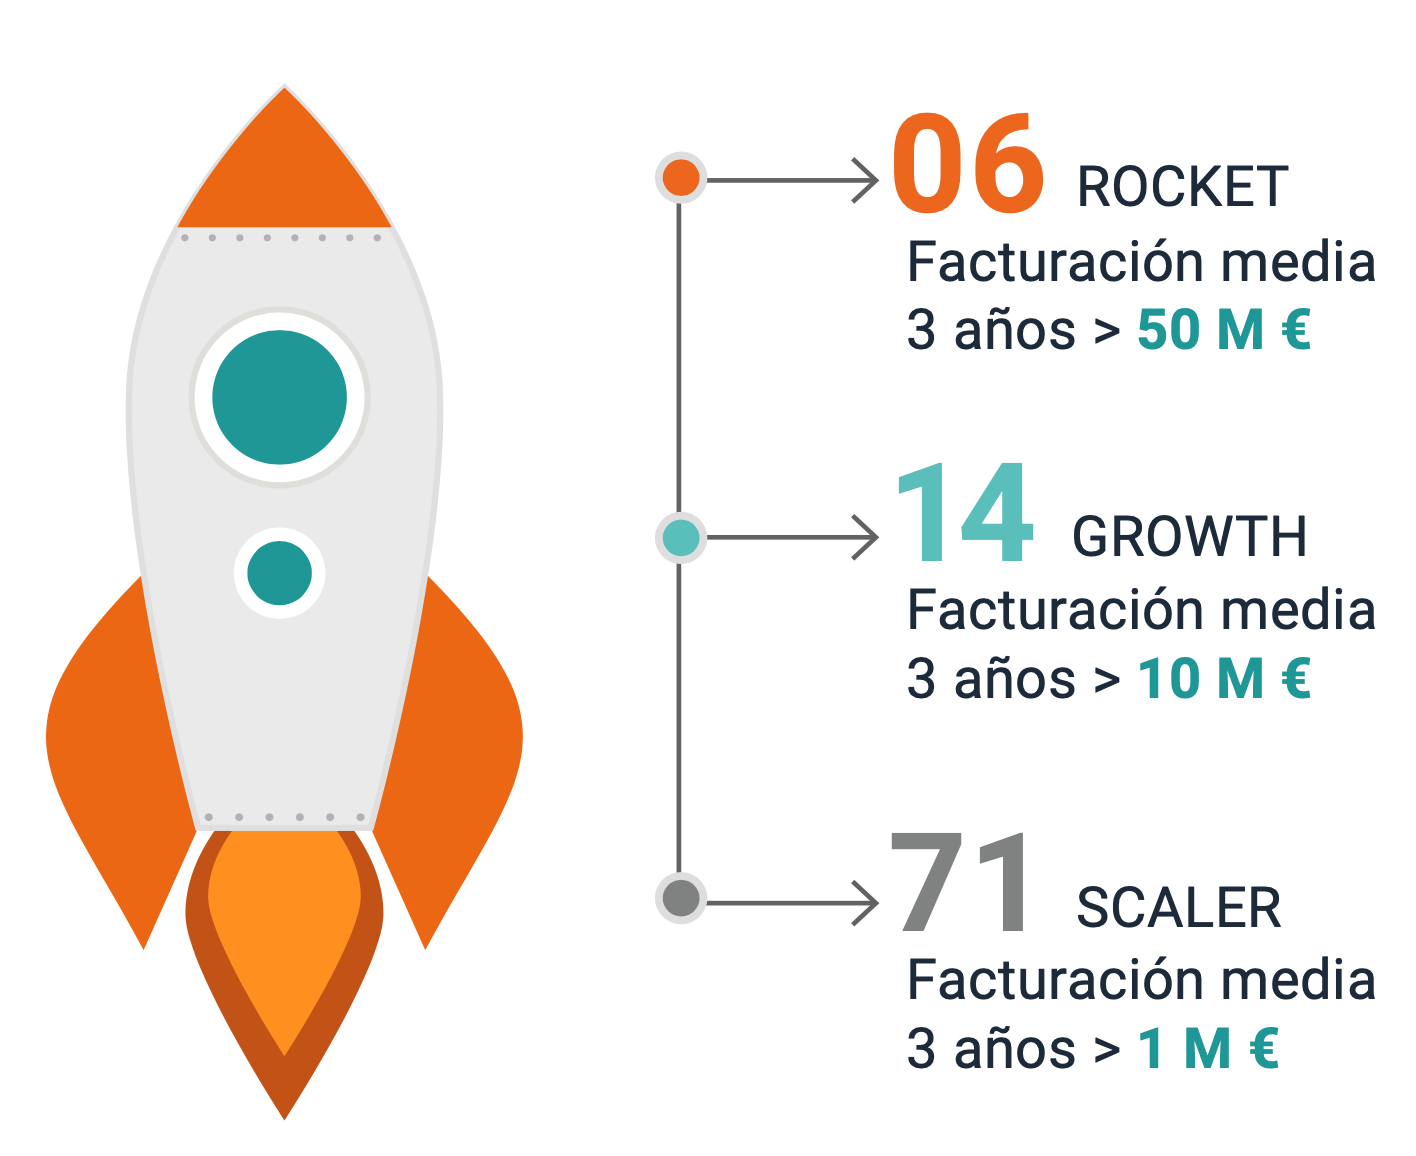 06 ROCKET
Facturación media
3 años > 50 M €
14 GROWTH
Facturación media
3 años > 10 M €
71 SCALER
Facturación media
3 años > 1 M €